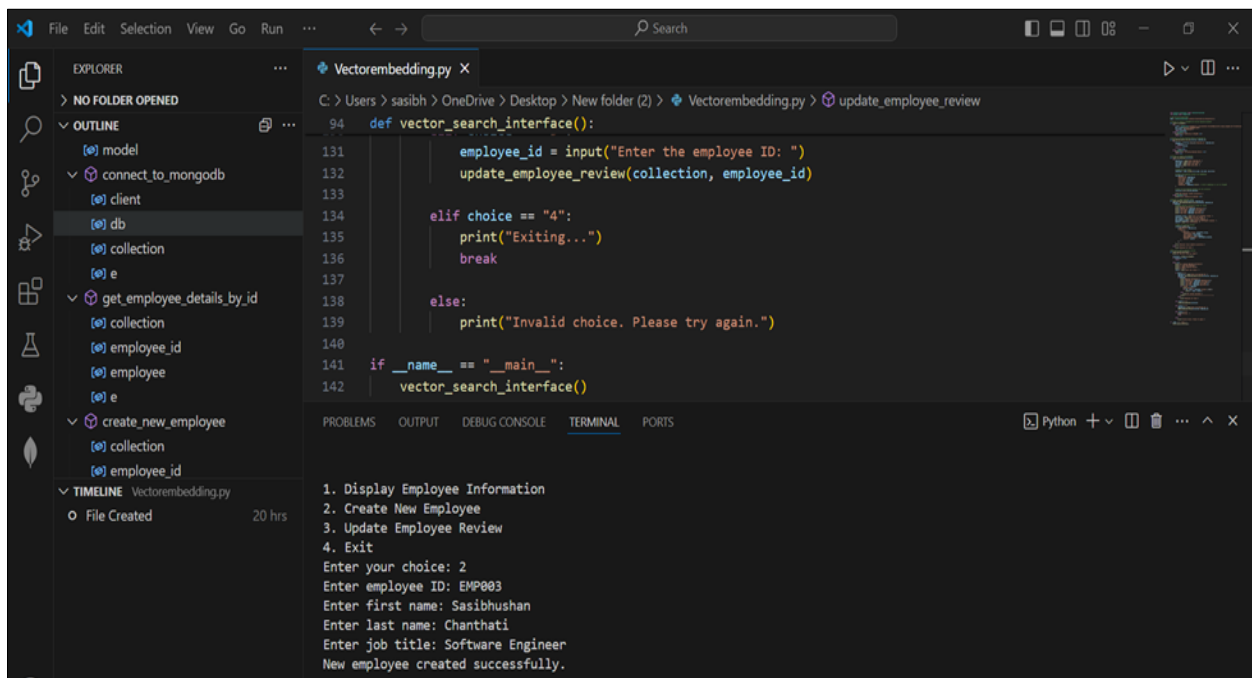 File Edit Selection View Go Run ··· Search
EXPLORER ···
NO FOLDER OPENED
OUTLINE ···
model
connect_to_mongodb
client
db
collection
e
get_employee_details_by_id
collection
employee_id
employee
e
create_new_employee
collection
employee_id
TIMELINE Vectorembedding.py
File Created 20 hrs
Vectorembedding.py
C: > Users > sasibh > OneDrive > Desktop > New folder (2) > Vectorembedding.py > update_employee_review
94 def vector_search_interface():
131 employee_id = input("Enter the employee ID: ")
132 update_employee_review(collection, employee_id)
133
134 elif choice == "4":
135 print("Exiting...")
136 break
137
138 else:
139 print("Invalid choice. Please try again.")
140
141 if __name__ == "__main__":
142 vector_search_interface()
PROBLEMS OUTPUT DEBUG CONSOLE TERMINAL PORTS Python
1. Display Employee Information
2. Create New Employee
3. Update Employee Review
4. Exit
Enter your choice: 2
Enter employee ID: EMP003
Enter first name: Sasibhushan
Enter last name: Chanthati
Enter job title: Software Engineer
New employee created successfully.